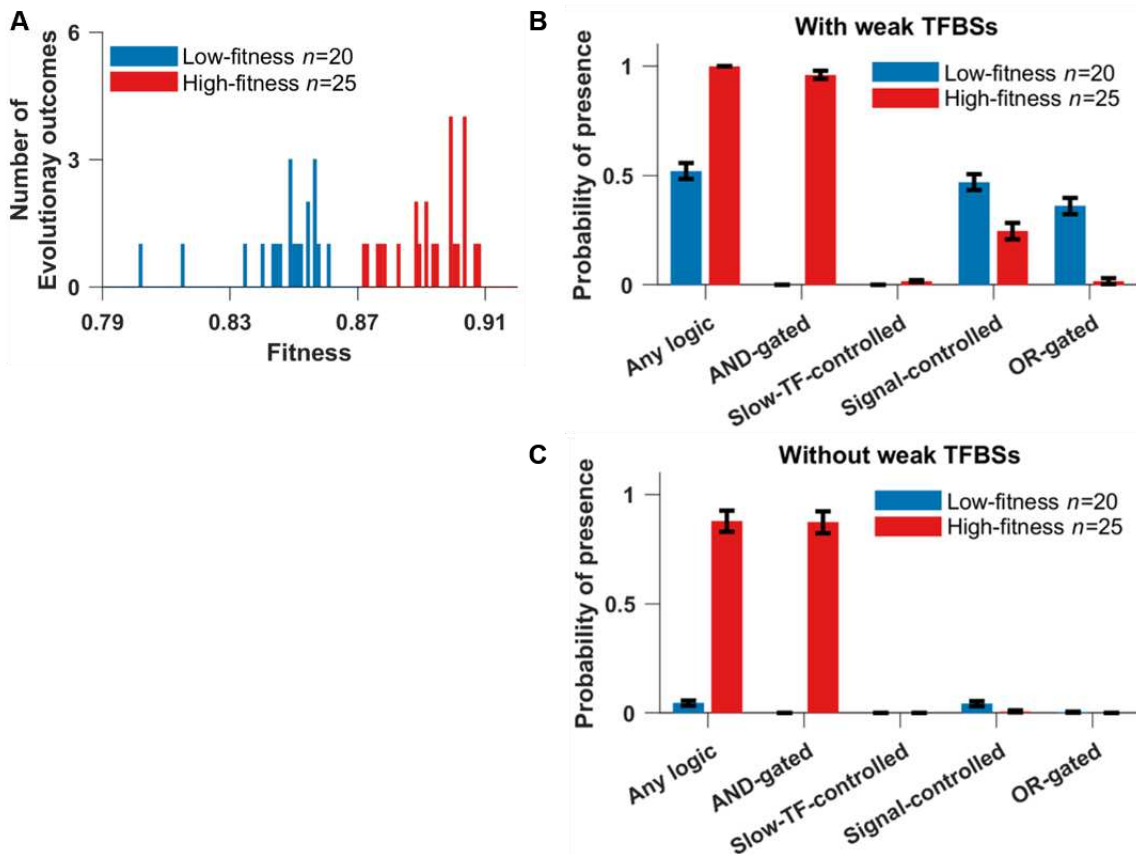 A
6
3
0
Number of
Evolutionay outcomes
Low-fitness n=20
High-fitness n=25
0.79
0.83
0.87
0.91
Fitness
B
With weak TFBSs
1
0.5
0
Probability of presence
Low-fitness n=20
High-fitness n=25
Any logic
AND-gated
Slow-TF-controlled
Signal-controlled
OR-gated
C
Without weak TFBSs
1
0.5
0
Probability of presence
Low-fitness n=20
High-fitness n=25
Any logic
AND-gated
Slow-TF-controlled
Signal-controlled
OR-gated